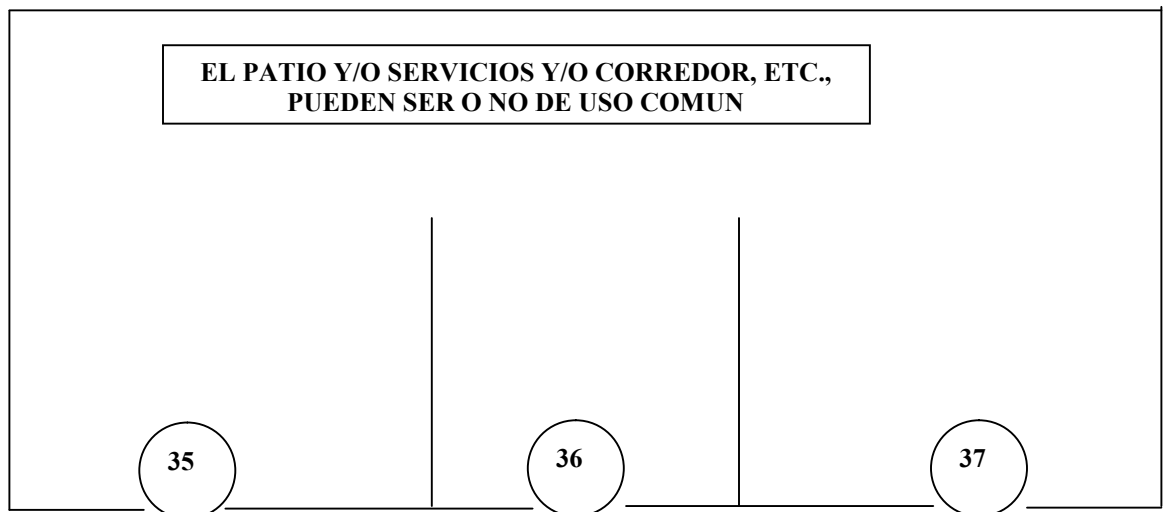 EL PATIO Y/O SERVICIOS Y/O CORREDOR, ETC.,
PUEDEN SER O NO DE USO COMUN
35
36
37